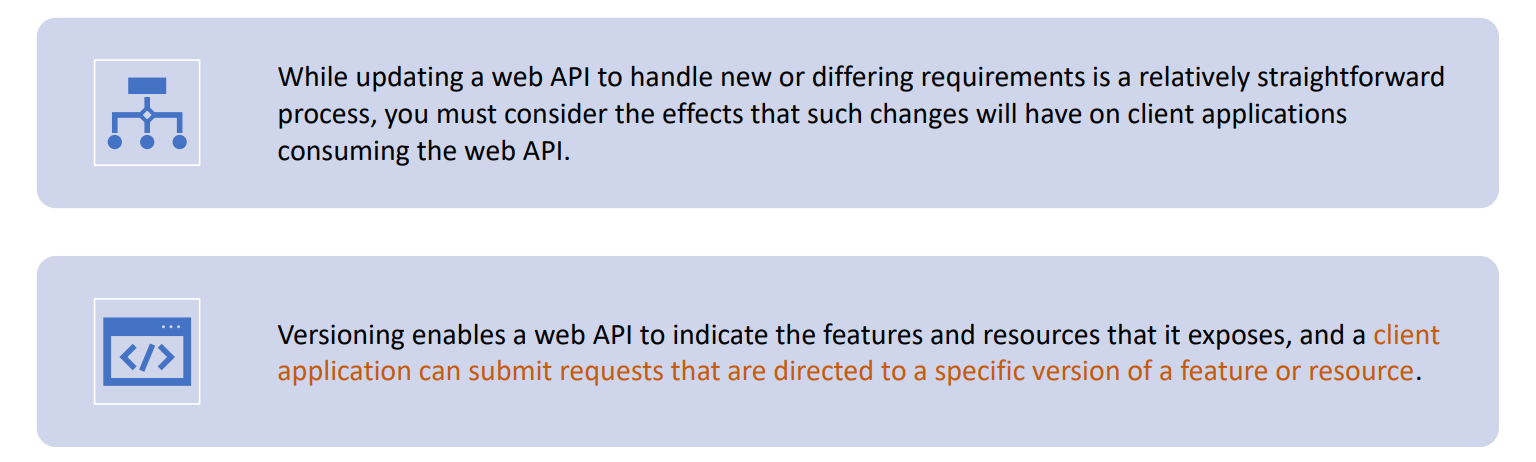 While updating a web API to handle new or differing requirements is a relatively straightforward
process, you must consider the effects that such changes will have on client applications
consuming the web API.
Versioning enables a web API to indicate the features and resources that it exposes, and a client
application can submit requests that are directed to a specific version of a feature or resource.